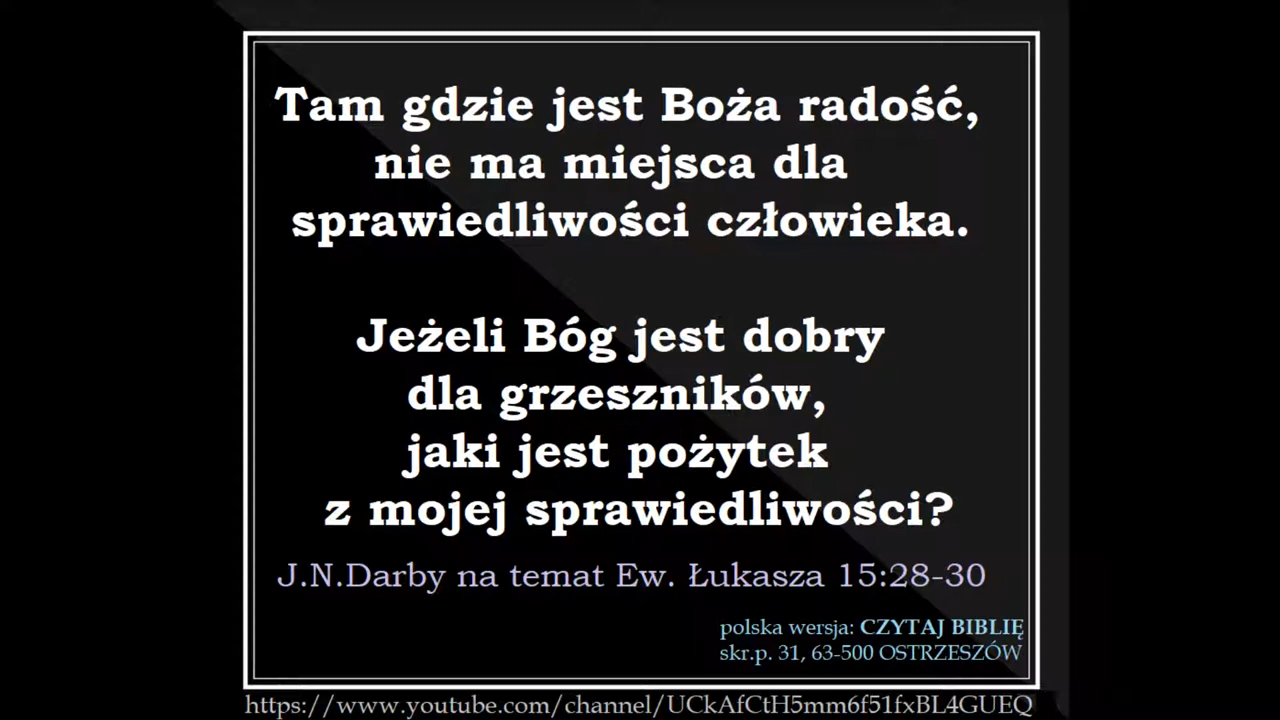 Tam gdzie jest Boża radość,
nie ma miejsca dla
sprawiedliwości człowieka.
Jeżeli Bóg jest dobry
dla grzeszników,
jaki jest pożytek
z mojej sprawiedliwości?
J.N.Darby na temat Ew. Łukasza 15:28-30
polska wersja: CZYTAJ BIBLIĘ
skr.p. 31, 63-500 OSTRZESZÓW
https://www.youtube.com/channel/UCkAfCtH5mm6f51fxBL4GUEQ